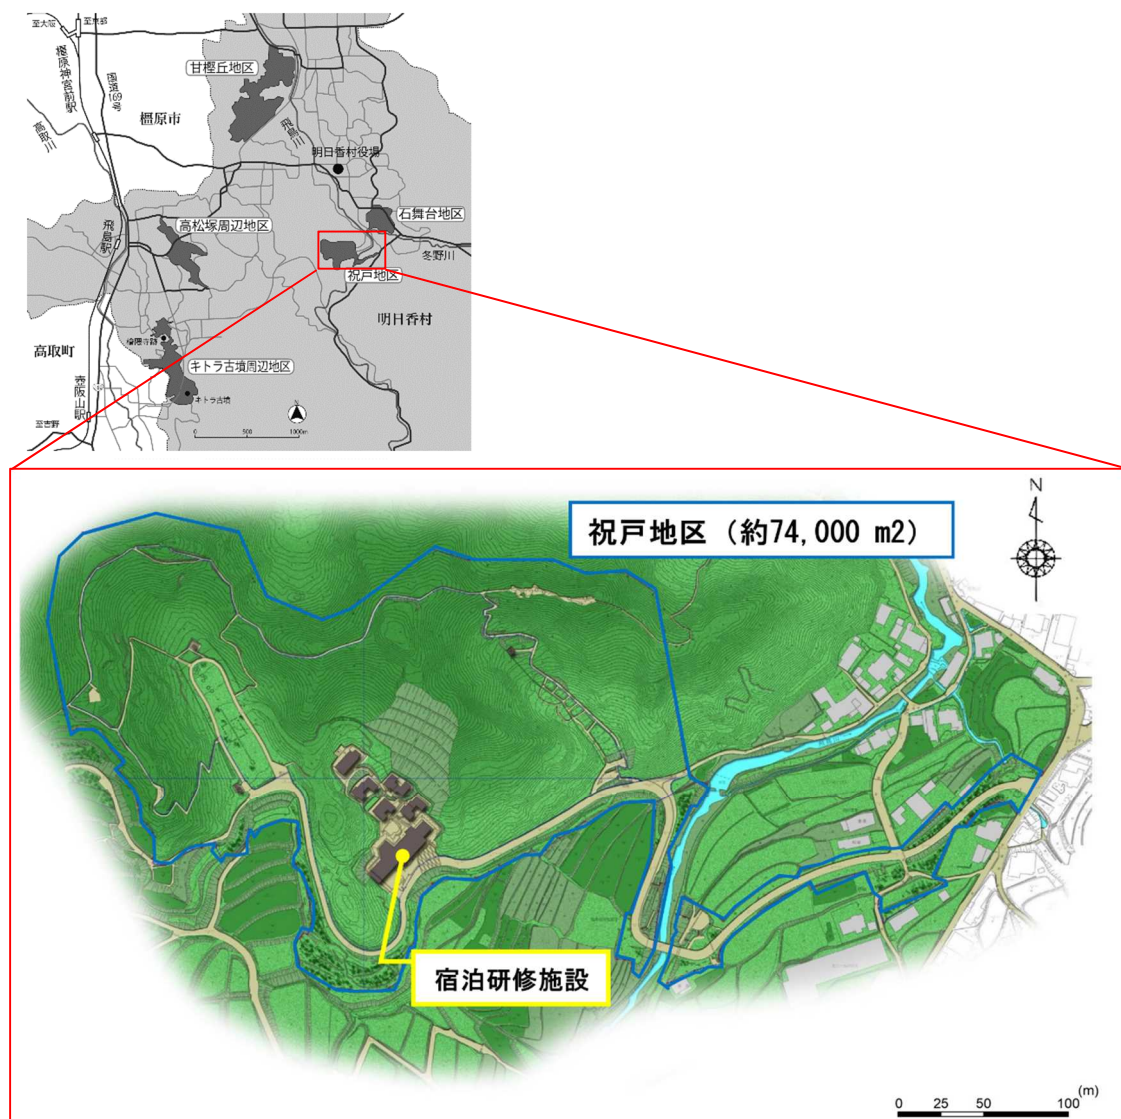 至大阪
至京都
橿原神宮前駅
国道169号
甘樫丘地区
橿原市
高取川
飛鳥川
明日香村役場
石舞台地区
高松塚周辺地区
飛鳥駅
冬野川
祝戸地区
明日香村
高取町
檜隈寺跡
キトラ古墳周辺地区
壺阪山駅
キトラ古墳
至吉野
N
0 500 1000m
N
祝戸地区（約74,000 m2）
宿泊研修施設
(m)
0 25 50 100